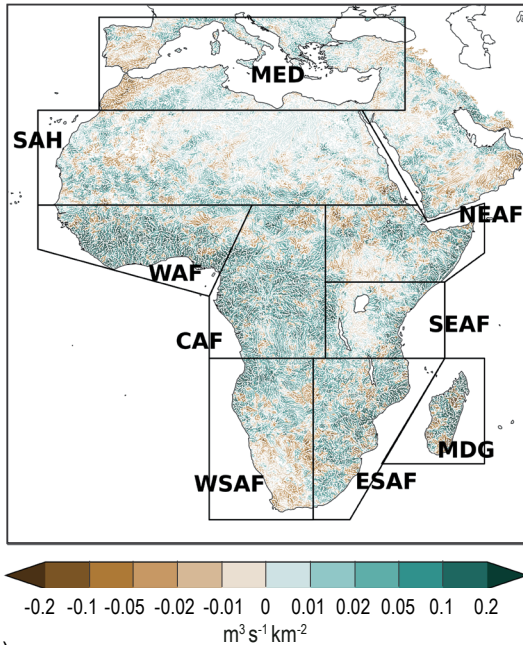 MED
SAH
NEAF
WAF
SEAF
CAF
MDG
WSAF
ESAF
-0.2 -0.1 -0.05 -0.02 -0.01 0 0.01 0.02 0.05 0.1 0.2
m³ s⁻¹ km⁻²
)